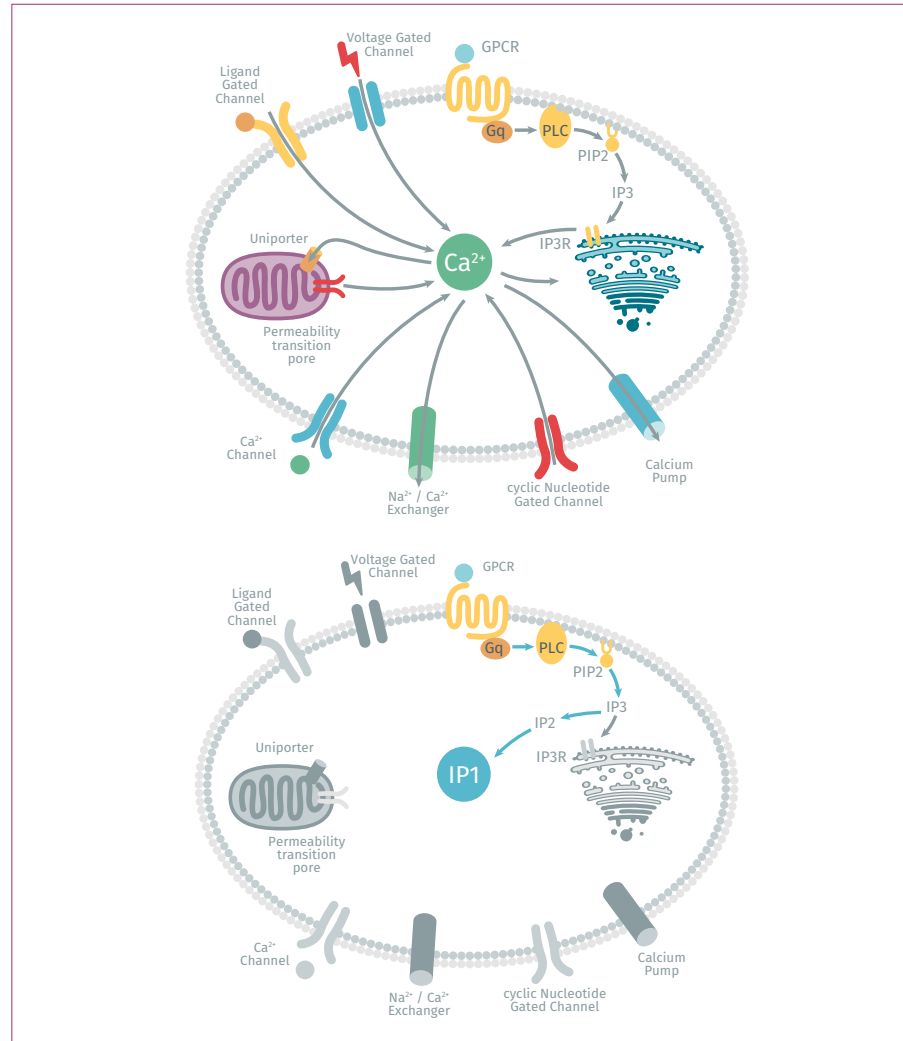 Voltage Gated
Channel
GPCR
Ligand
Gated
Channel
Gq
PLC
PIP2
IP3
IP3R
Uniporter
Ca²⁺
Permeability
transition
pore
Ca²⁺
Channel
Na²⁺ / Ca²⁺
Exchanger
cyclic Nucleotide
Gated Channel
Calcium
Pump
Voltage Gated
Channel
GPCR
Ligand
Gated
Channel
Gq
PLC
PIP2
IP3
IP2
IP3R
Uniporter
IP1
Permeability
transition
pore
Ca²⁺
Channel
Na²⁺ / Ca²⁺
Exchanger
cyclic Nucleotide
Gated Channel
Calcium
Pump